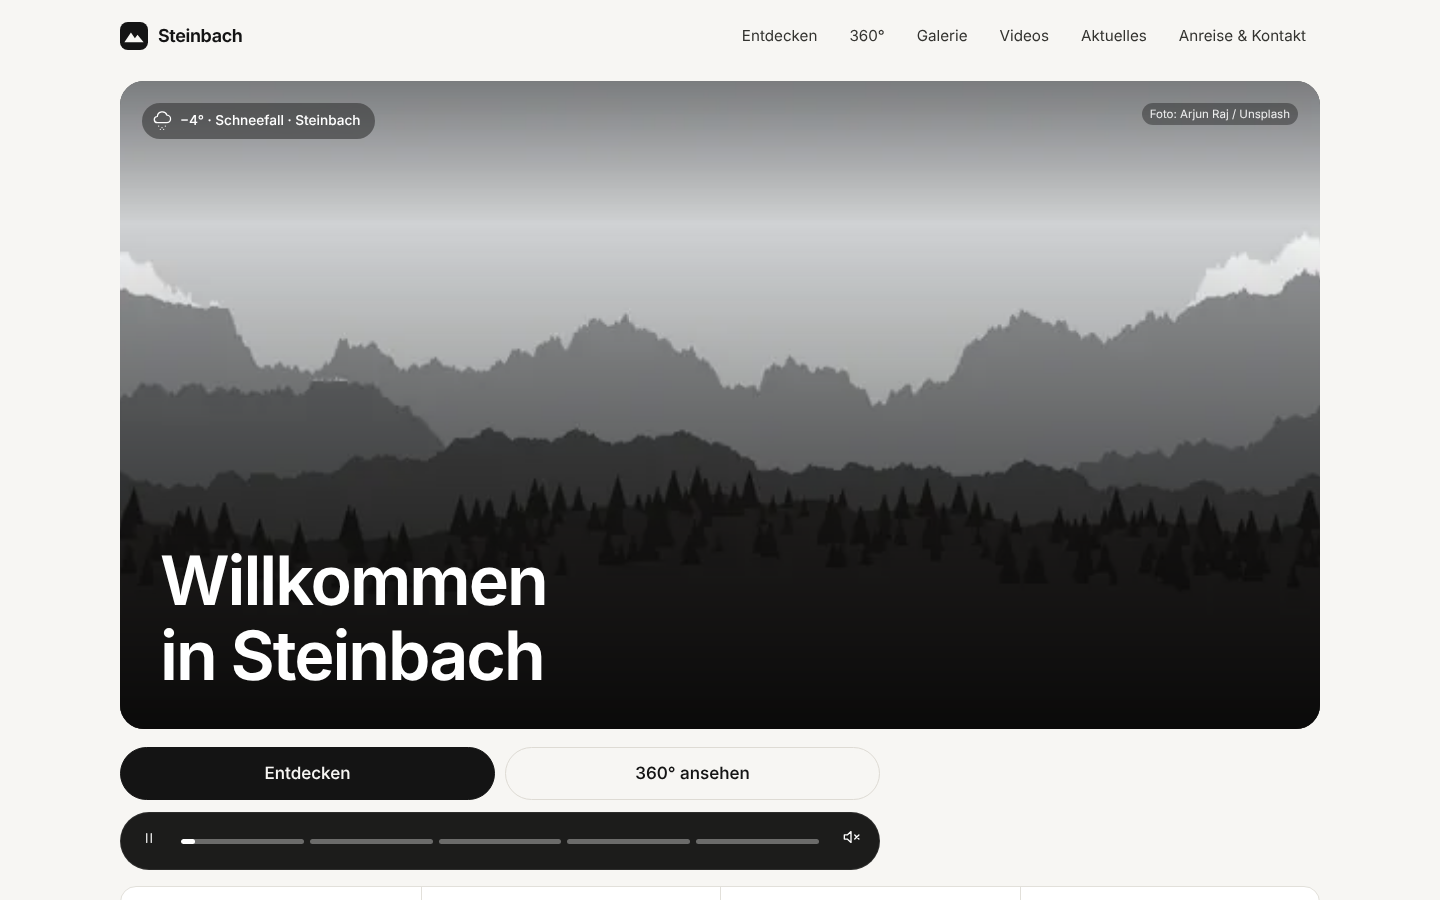 Steinbach
Entdecken
360°
Galerie
Videos
Aktuelles
Anreise & Kontakt
−4° · Schneefall · Steinbach
Foto: Arjun Raj / Unsplash
Willkommen
in Steinbach
Entdecken
360° ansehen